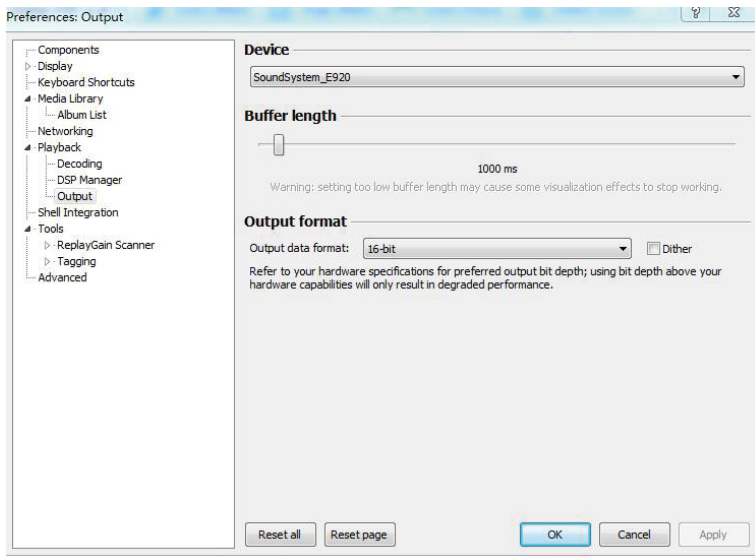 Preferences: Output
Components
Display
Keyboard Shortcuts
Media Library
Album List
Networking
Playback
Decoding
DSP Manager
Output
Shell Integration
Tools
ReplayGain Scanner
Tagging
Advanced
Device
SoundSystem_E920
Buffer length
1000 ms
Warning: setting too low buffer length may cause some visualization effects to stop working.
Output format
Output data format: 16-bit Dither
Refer to your hardware specifications for preferred output bit depth; using bit depth above your
hardware capabilities will only result in degraded performance.
Reset all Reset page OK Cancel Apply